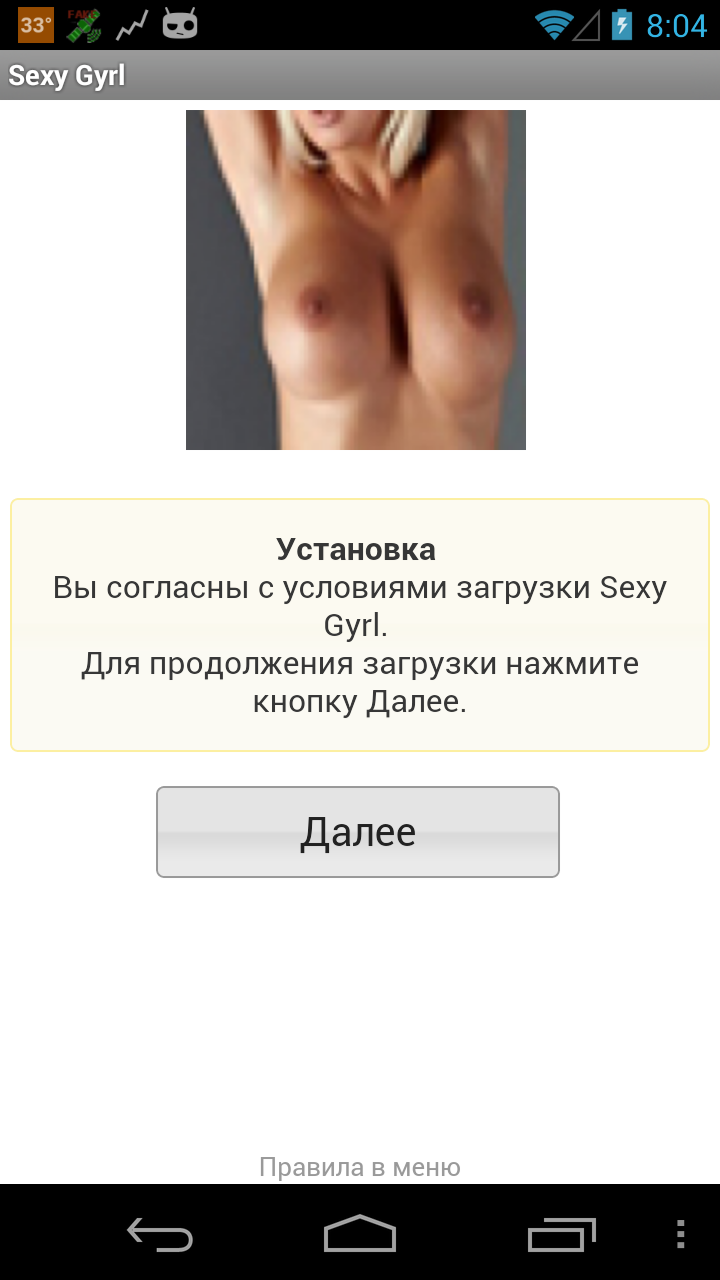 33°
FAKE
8:04
Sexy Gyrl
Установка
Вы согласны с условиями загрузки Sexy
Gyrl.
Для продолжения загрузки нажмите
кнопку Далее.
Далее
Правила в меню